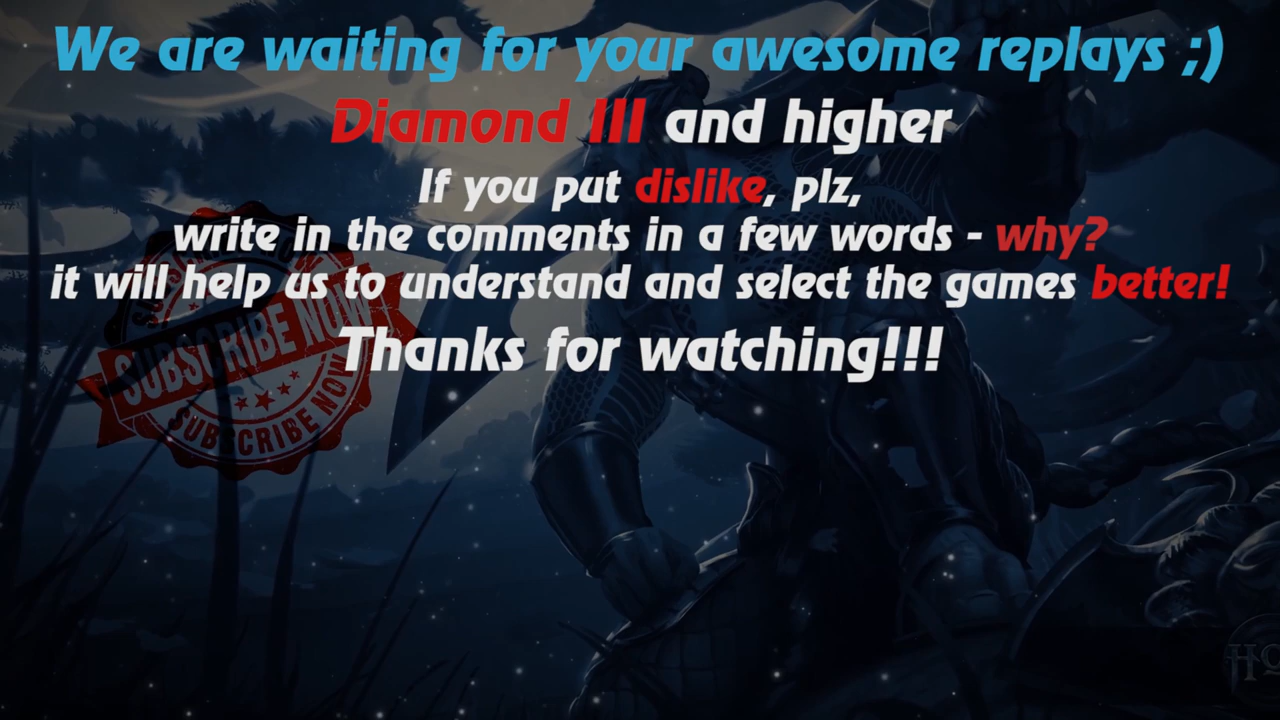 We are waiting for your awesome replays ;)
Diamond III and higher
If you put dislike, plz,
write in the comments in a few words - why?
it will help us to understand and select the games better!
Thanks for watching!!!
SUBSCRIBE NOW
SUBSCRIBE NOW